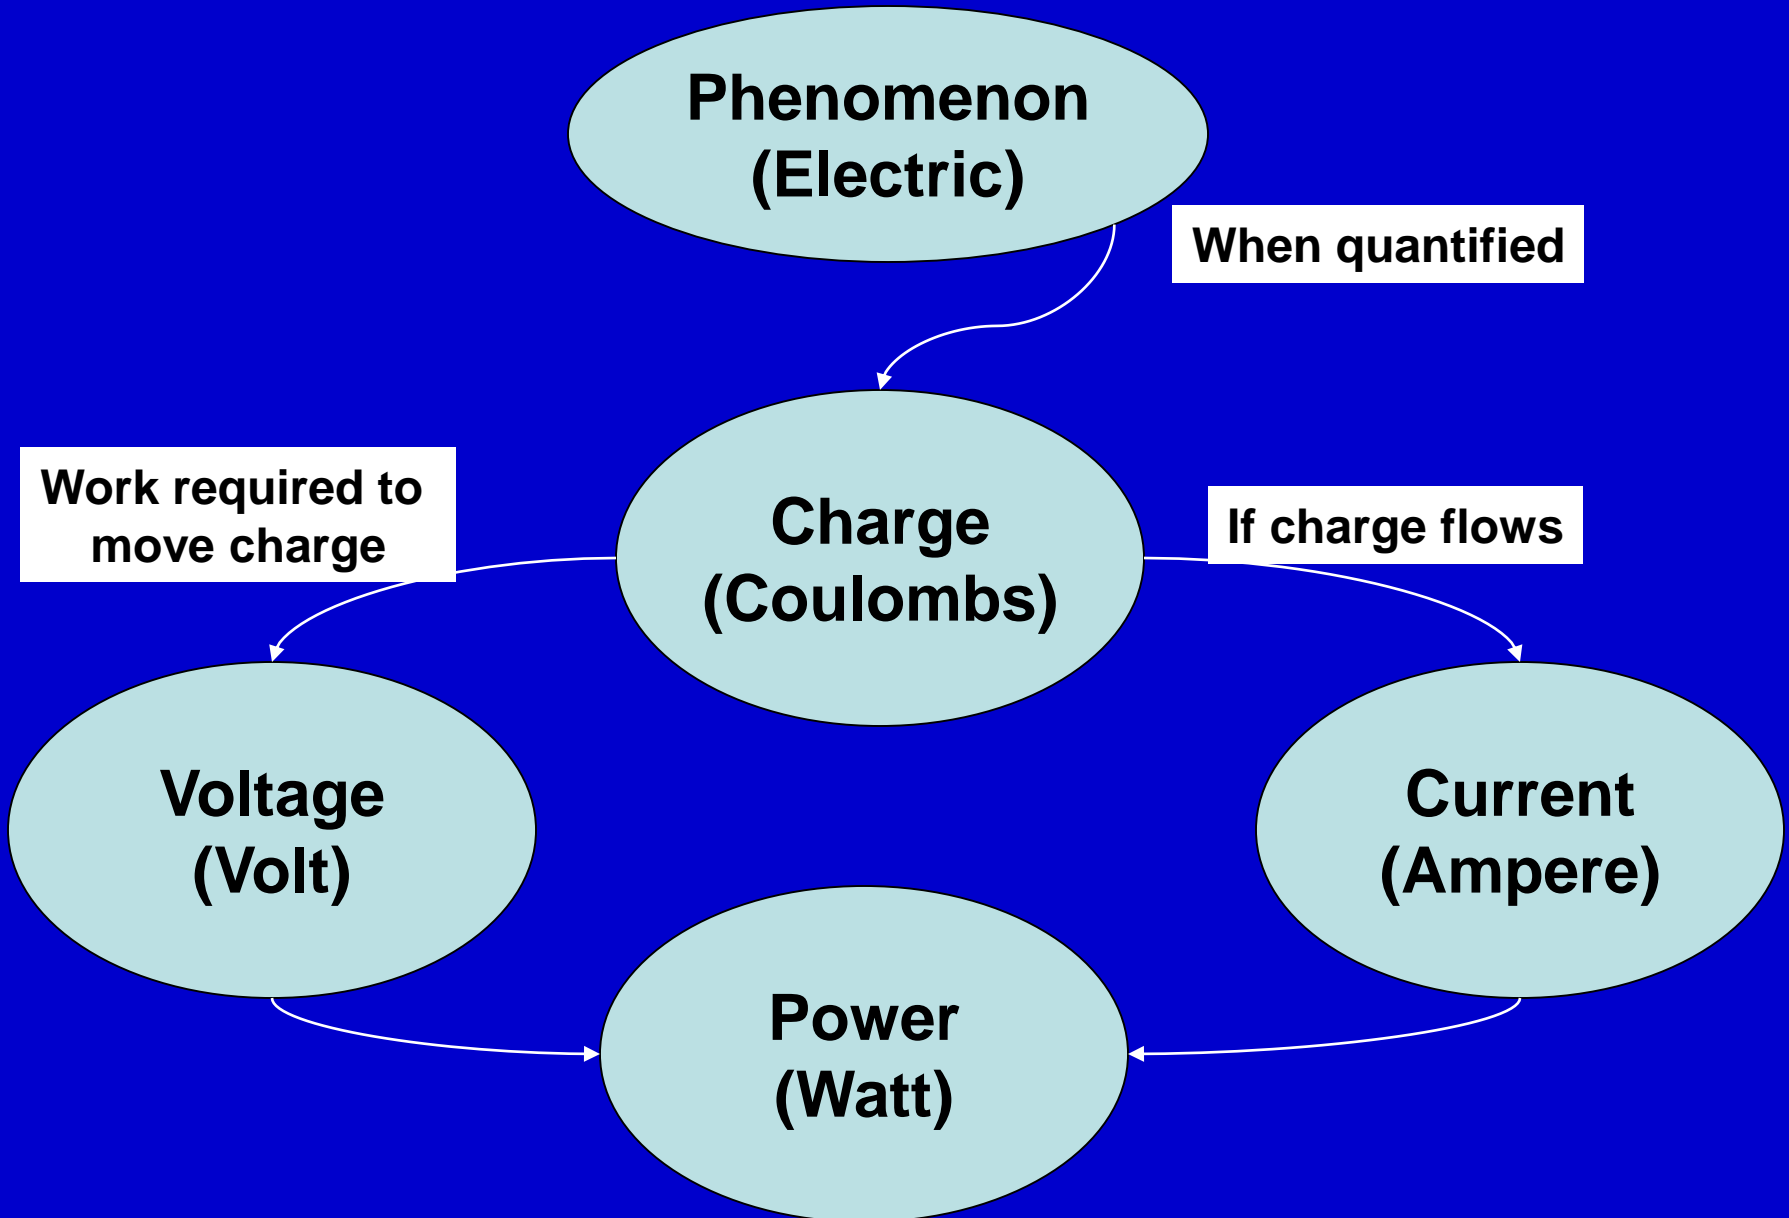 Phenomenon
(Electric)
When quantified
Work required to
move charge
Charge
(Coulombs)
If charge flows
Voltage
(Volt)
Current
(Ampere)
Power
(Watt)